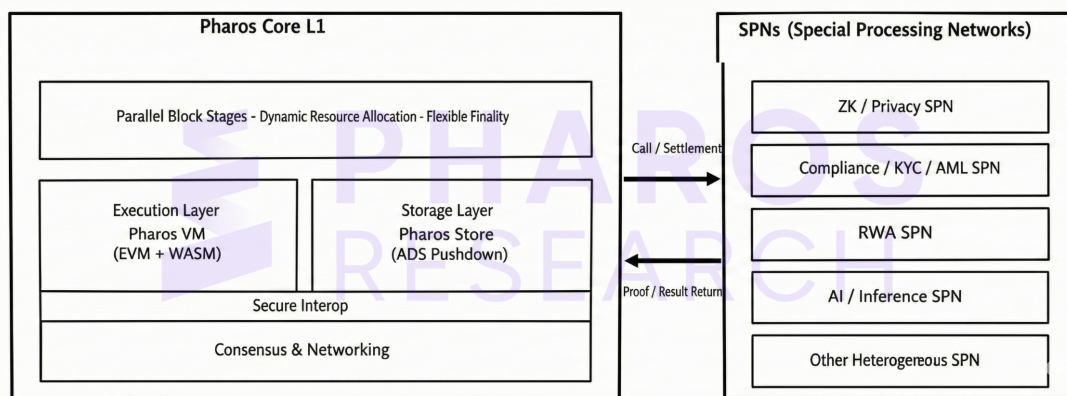 Pharos Core L1
Parallel Block Stages - Dynamic Resource Allocation - Flexible Finality
Execution Layer
Pharos VM
(EVM + WASM)
Storage Layer
Pharos Store
(ADS Pushdown)
Secure Interop
Consensus & Networking
Call / Settlement
Proof / Result Return
SPNs (Special Processing Networks)
ZK / Privacy SPN
Compliance / KYC / AML SPN
RWA SPN
AI / Inference SPN
Other Heterogeneous SPN
PHAROS
RESEARCH